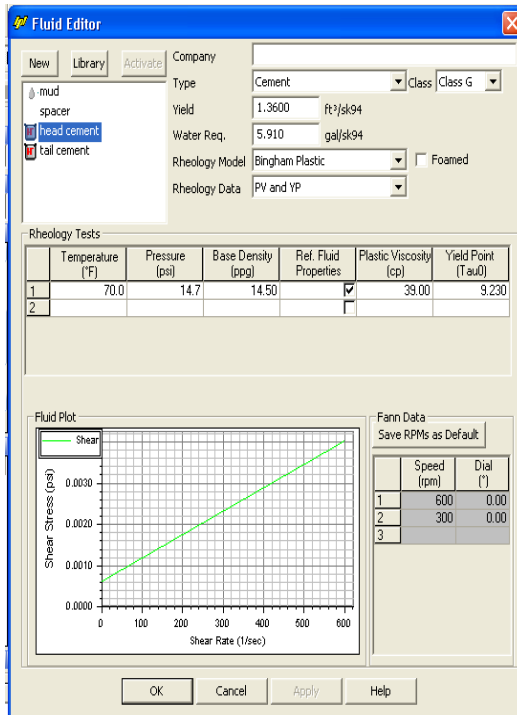 Fluid Editor
New Library Activate
mud
spacer
head cement
tail cement
Company
Type Cement Class Class G
Yield 1.3600 ft³/sk94
Water Req. 5.910 gal/sk94
Rheology Model Bingham Plastic Foamed
Rheology Data PV and YP
Rheology Tests
Temperature (°F) Pressure (psi) Base Density (ppg) Ref. Fluid Properties Plastic Viscosity (cp) Yield Point (Tau0)
1 70.0 14.7 14.50 39.00 9.230
2
Fluid Plot
Shear
Shear Stress (psi)
0.0030
0.0020
0.0010
0.0000
0 100 200 300 400 500 600
Shear Rate (1/sec)
Fann Data
Save RPMs as Default
Speed (rpm) Dial (°)
1 600 0.00
2 300 0.00
3
OK Cancel Apply Help